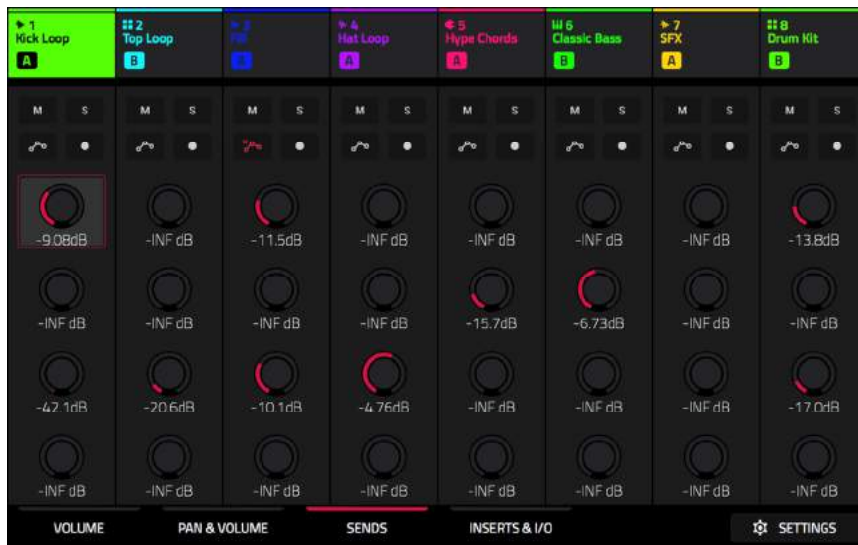 1 2 3 4 5 6 7 8
Kick Loop Top Loop Fill Hat Loop Hype Chords Classic Bass SFX Drum Kit
A B A A A B A B
M S M S M S M S M S M S M S M S
-9.08dB -INF dB -11.5dB -INF dB -INF dB -INF dB -INF dB -13.8dB
-INF dB -INF dB -INF dB -INF dB -15.7dB -6.73dB -INF dB -INF dB
-42.1dB -20.6dB -10.1dB -4.76dB -INF dB -INF dB -INF dB -17.0dB
-INF dB -INF dB -INF dB -INF dB -INF dB -INF dB -INF dB -INF dB
VOLUME PAN & VOLUME SENDS INSERTS & I/O SETTINGS